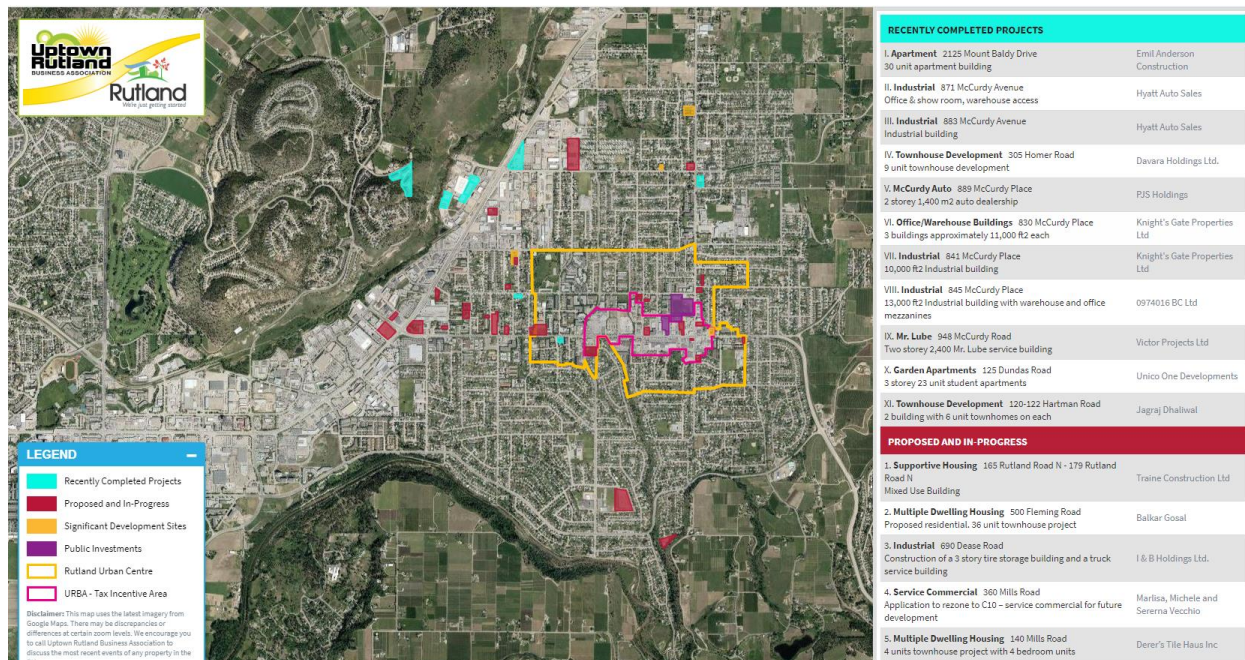 Uptown
Rutland
BUSINESS ASSOCIATION
Rutland
We're just getting started
LEGEND
Recently Completed Projects
Proposed and In-Progress
Significant Development Sites
Public Investments
Rutland Urban Centre
URBA - Tax Incentive Area
Disclaimer: This map uses the latest imagery from
Google Maps. There may be discrepancies or
differences at certain zoom levels. We encourage you
to call Uptown Rutland Business Association to
discuss the most recent events of any property in the
RECENTLY COMPLETED PROJECTS
I. Apartment 2125 Mount Baldy Drive
30 unit apartment building
Emil Anderson
Construction
II. Industrial 871 McCurdy Avenue
Office & show room, warehouse access
Hyatt Auto Sales
III. Industrial 883 McCurdy Avenue
Industrial building
Hyatt Auto Sales
IV. Townhouse Development 305 Homer Road
9 unit townhouse development
Davara Holdings Ltd.
V. McCurdy Auto 889 McCurdy Place
2 storey 1,400 m2 auto dealership
PJS Holdings
VI. Office/Warehouse Buildings 830 McCurdy Place
3 buildings approximately 11,000 ft2 each
Knight's Gate Properties
Ltd
VII. Industrial 841 McCurdy Place
10,000 ft2 Industrial building
Knight's Gate Properties
Ltd
VIII. Industrial 845 McCurdy Place
13,000 ft2 Industrial building with warehouse and office
mezzanines
0974016 BC Ltd
IX. Mr. Lube 948 McCurdy Road
Two storey 2,400 Mr. Lube service building
Victor Projects Ltd
X. Garden Apartments 125 Dundas Road
3 storey 23 unit student apartments
Unico One Developments
XI. Townhouse Development 120-122 Hartman Road
2 building with 6 unit townhomes on each
Jagraj Dhaliwal
PROPOSED AND IN-PROGRESS
1. Supportive Housing 165 Rutland Road N - 179 Rutland
Road N
Mixed Use Building
Traine Construction Ltd
2. Multiple Dwelling Housing 500 Fleming Road
Proposed residential. 36 unit townhouse project
Balkar Gosal
3. Industrial 690 Dease Road
Construction of a 3 story tire storage building and a truck
service building
I & B Holdings Ltd.
4. Service Commercial 360 Mills Road
Application to rezone to C10 – service commercial for future
development
Marlisa, Michele and
Sererna Vecchio
5. Multiple Dwelling Housing 140 Mills Road
4 units townhouse project with 4 bedroom units
Derer's Tile Haus Inc